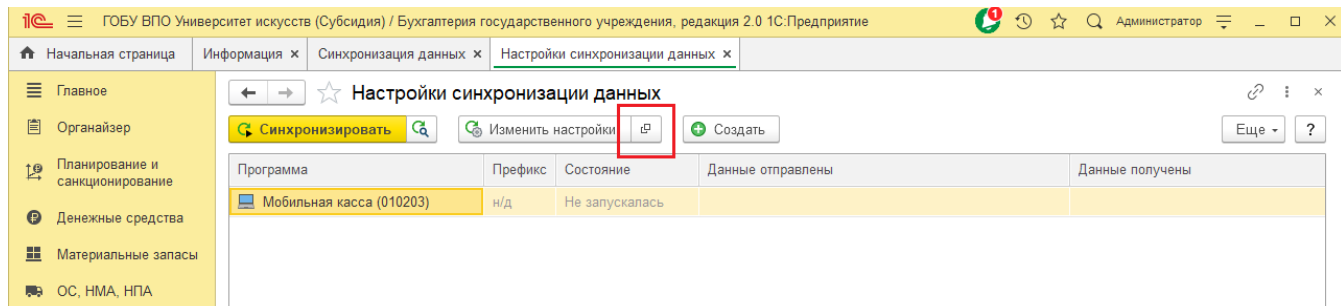 1С ГОБУ ВПО Университет искусств (Субсидия) / Бухгалтерия государственного учреждения, редакция 2.0 1С:Предприятие 1 Администратор
Начальная страница Информация × Синхронизация данных × Настройки синхронизации данных ×
Главное
Органайзер
Планирование и
санкционирование
Денежные средства
Материальные запасы
ОС, НМА, НПА
Настройки синхронизации данных
Синхронизировать Изменить настройки Создать Еще ?
Программа Префикс Состояние Данные отправлены Данные получены
Мобильная касса (010203) н/д Не запускалась